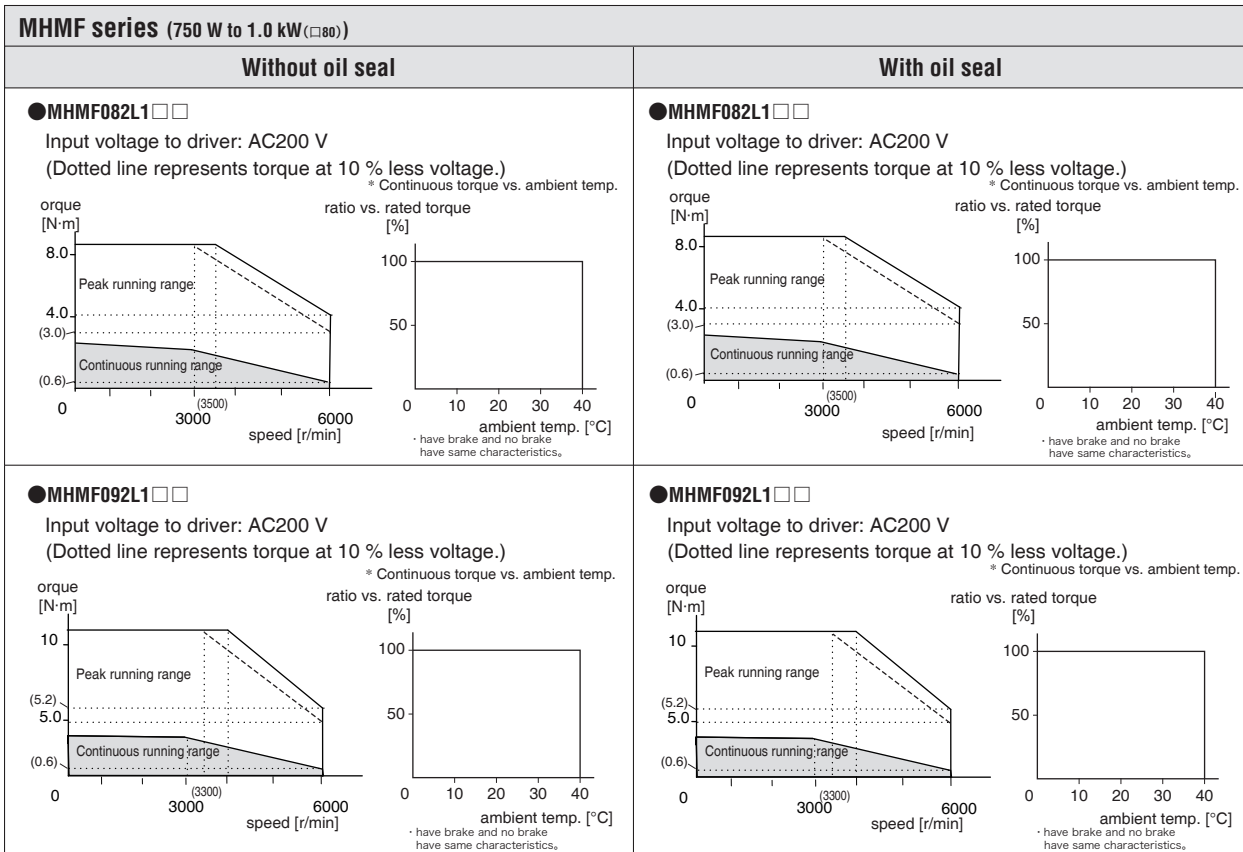 MHMF series (750 W to 1.0 kW(□80))
Without oil seal
With oil seal
●MHMF082L1□□
Input voltage to driver: AC200 V
(Dotted line represents torque at 10 % less voltage.)
* Continuous torque vs. ambient temp.
orque
[N·m]
8.0
4.0
(3.0)
(0.6)
Peak running range
Continuous running range
0
3000
(3500)
6000
speed [r/min]
ratio vs. rated torque
[%]
100
50
0 10 20 30 40
ambient temp. [°C]
· have brake and no brake
have same characteristics。
●MHMF082L1□□
Input voltage to driver: AC200 V
(Dotted line represents torque at 10 % less voltage.)
* Continuous torque vs. ambient temp.
orque
[N·m]
8.0
4.0
(3.0)
(0.6)
Peak running range
Continuous running range
0
3000
(3500)
6000
speed [r/min]
ratio vs. rated torque
[%]
100
50
0 10 20 30 40
ambient temp. [°C]
· have brake and no brake
have same characteristics。
●MHMF092L1□□
Input voltage to driver: AC200 V
(Dotted line represents torque at 10 % less voltage.)
* Continuous torque vs. ambient temp.
orque
[N·m]
10
(5.2)
5.0
(0.6)
Peak running range
Continuous running range
0
(3300)
3000
6000
speed [r/min]
ratio vs. rated torque
[%]
100
50
0 10 20 30 40
ambient temp. [°C]
· have brake and no brake
have same characteristics。
●MHMF092L1□□
Input voltage to driver: AC200 V
(Dotted line represents torque at 10 % less voltage.)
* Continuous torque vs. ambient temp.
orque
[N·m]
10
(5.2)
5.0
(0.6)
Peak running range
Continuous running range
0
(3300)
3000
6000
speed [r/min]
ratio vs. rated torque
[%]
100
50
0 10 20 30 40
ambient temp. [°C]
· have brake and no brake
have same characteristics。